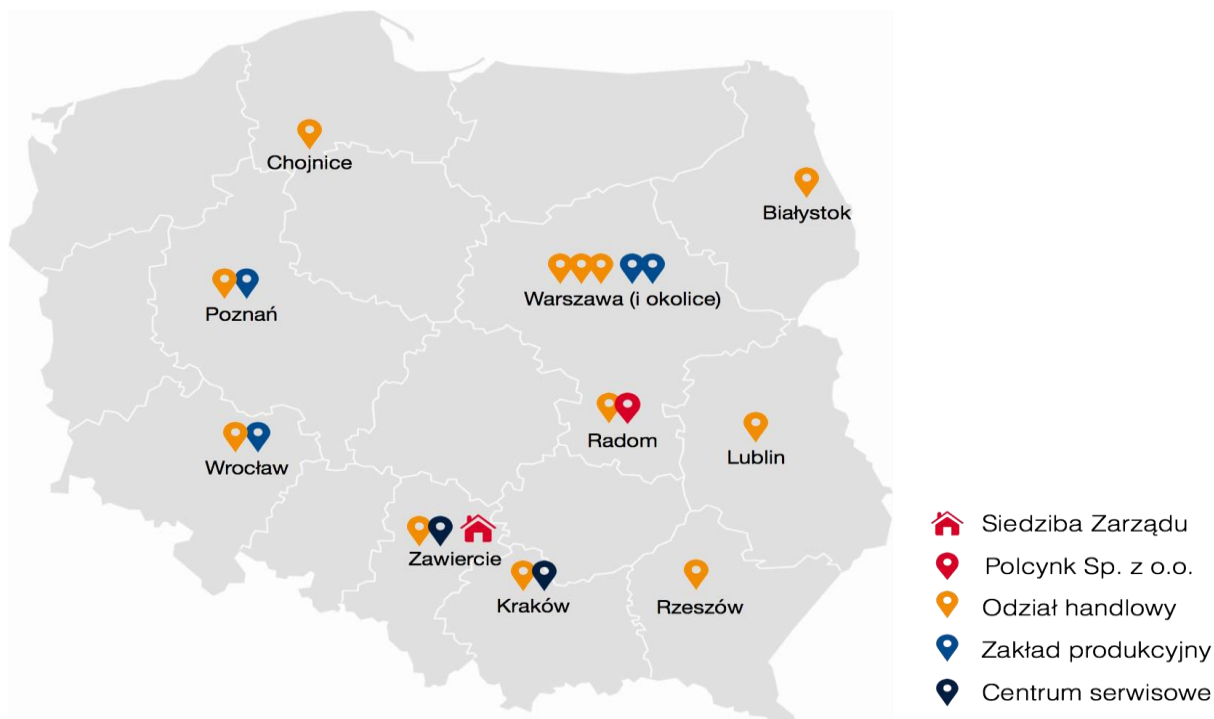 Chojnice
Białystok
Warszawa (i okolice)
Poznań
Radom
Lublin
Wrocław
Zawiercie
Kraków
Rzeszów
Siedziba Zarządu
Polcynk Sp. z o.o.
Odział handlowy
Zakład produkcyjny
Centrum serwisowe